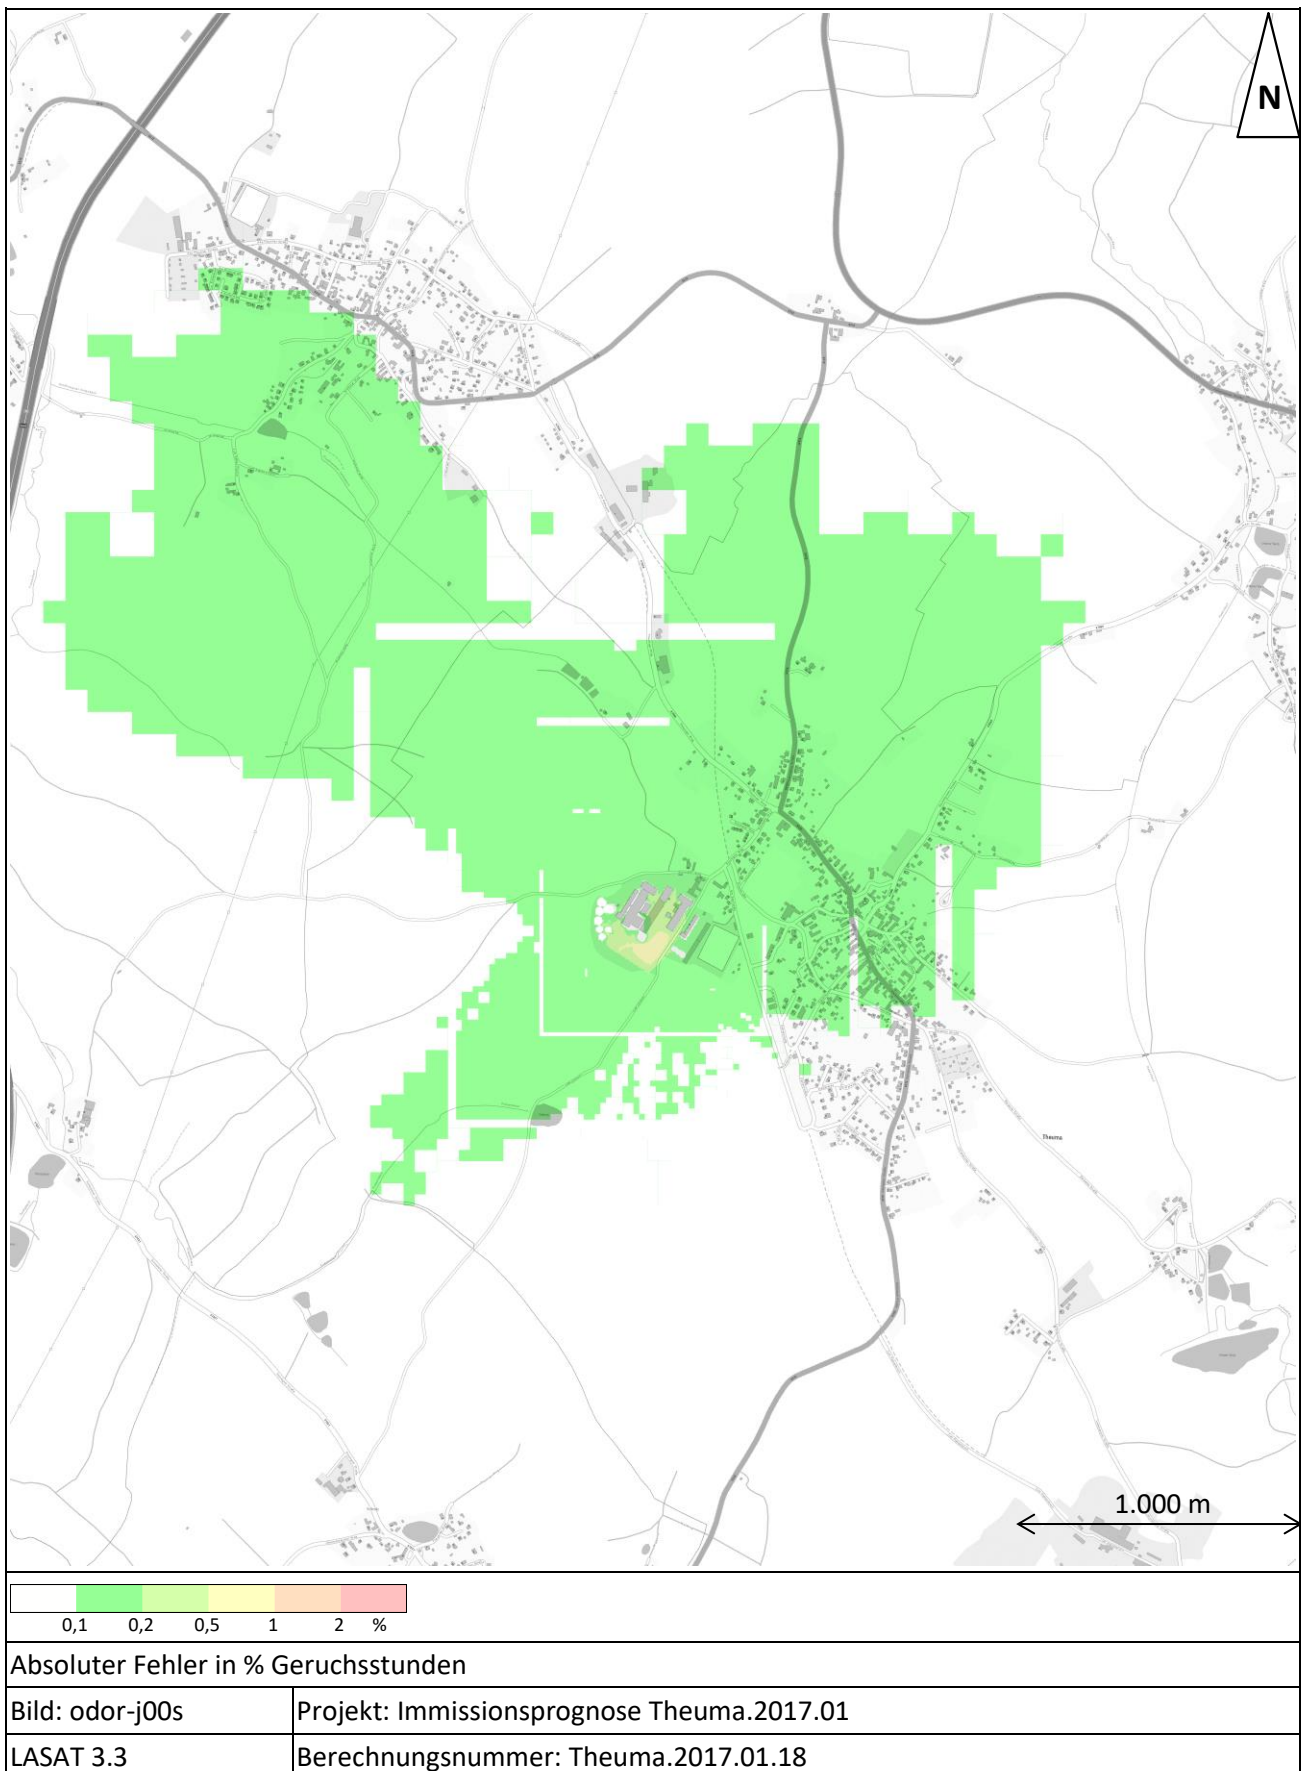 N
Theuma
1.000 m
0,1 0,2 0,5 1 2 %
Absoluter Fehler in % Geruchsstunden
Bild: odor-j00s
Projekt: Immissionsprognose Theuma.2017.01
LASAT 3.3
Berechnungsnummer: Theuma.2017.01.18